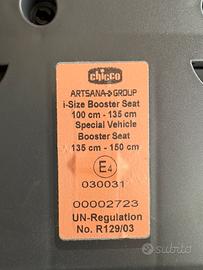 chicco
ARTSANA GROUP
i-Size Booster Seat
100 cm - 135 cm
Special Vehicle
Booster Seat
135 cm - 150 cm
E4
030031
00002723
UN-Regulation
No. R129/03
subito